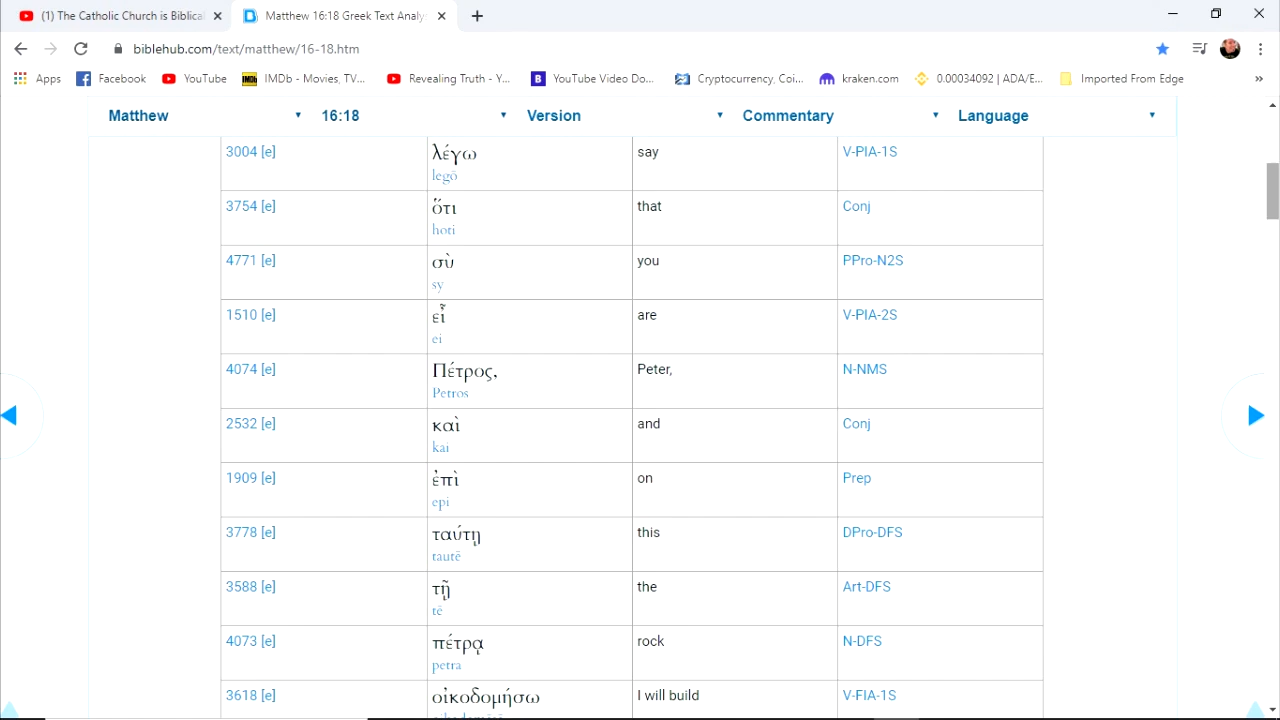 (1) The Catholic Church is Biblical
Matthew 16:18 Greek Text Analys
biblehub.com/text/matthew/16-18.htm
Apps Facebook YouTube IMDb - Movies, TV... Revealing Truth - Y... YouTube Video Do... Cryptocurrency, Coi... kraken.com 0.00034092 | ADA/E... Imported From Edge »
Matthew 16:18 Version Commentary Language
3004 [e] λέγω say V-PIA-1S
legō
3754 [e] ὅτι that Conj
hoti
4771 [e] σὺ you PPro-N2S
sy
1510 [e] εἶ are V-PIA-2S
ei
4074 [e] Πέτρος, Peter, N-NMS
Petros
2532 [e] καὶ and Conj
kai
1909 [e] ἐπὶ on Prep
epi
3778 [e] ταύτῃ this DPro-DFS
tautē
3588 [e] τῇ the Art-DFS
tē
4073 [e] πέτρᾳ rock N-DFS
petra
3618 [e] οἰκοδομήσω I will build V-FIA-1S